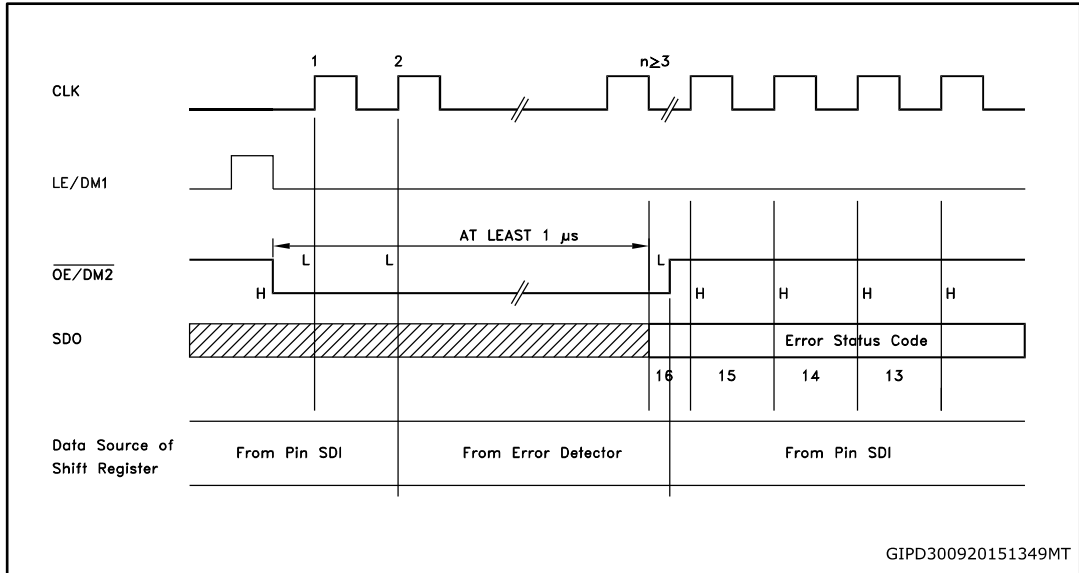 1 2 n≥3
CLK
LE/DM1
AT LEAST 1 µs
OE/DM2
L L L
H H H H H
SDO
Error Status Code
16 15 14 13
Data Source of
Shift Register
From Pin SDI From Error Detector From Pin SDI
GIPD300920151349MT